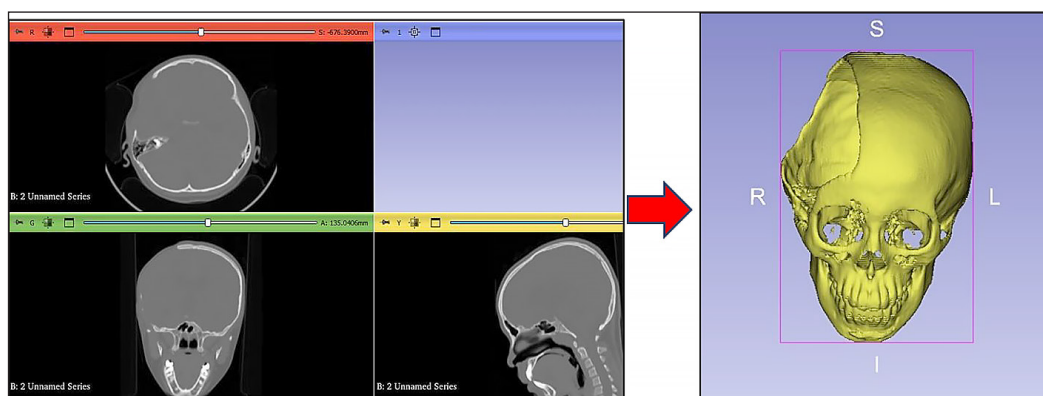 R S: -676.3900mm
1
B: 2 Unnamed Series
G A: 135.0406mm
Y
B: 2 Unnamed Series
B: 2 Unnamed Series
S
R
L
I